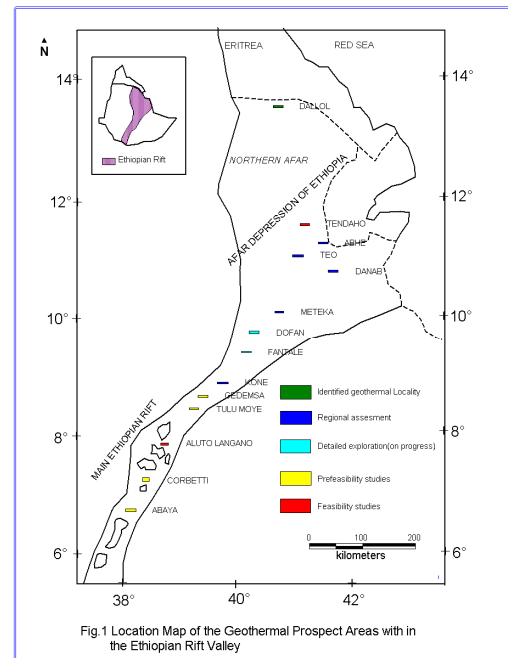 N
ERITREA
RED SEA
14°
14°
DALLOL
Ethiopian Rift
NORTHERN AFAR
AFAR DEPRESSION OF ETHIOPIA
12°
12°
TENDAHO
ABHE
TEO
DANAB
METEKA
10°
10°
DOFAN
FANTALE
KONE
GEDEMSA
TULU MOYE
MAIN ETHIOPIAN RIFT
8°
8°
ALUTO LANGANO
CORBETTI
ABAYA
6°
6°
Identified geothermal Locality
Regional assesment
Detailed exploration(on progress)
Prefeasibility studies
Feasibility studies
0 100 200
kilometers
38° 40° 42°
Fig.1 Location Map of the Geothermal Prospect Areas with in
the Ethiopian Rift Valley